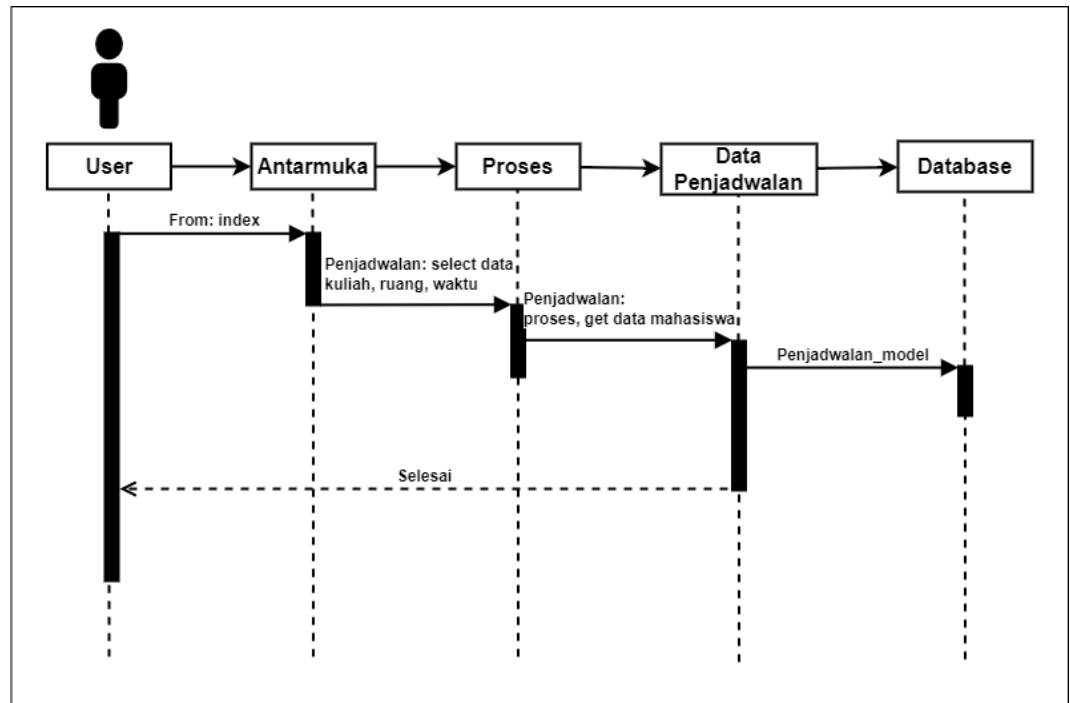 User
Antarmuka
Proses
Data
Penjadwalan
Database
From: index
Penjadwalan: select data
kuliah, ruang, waktu
Penjadwalan:
proses, get data mahasiswa
Penjadwalan_model
Selesai